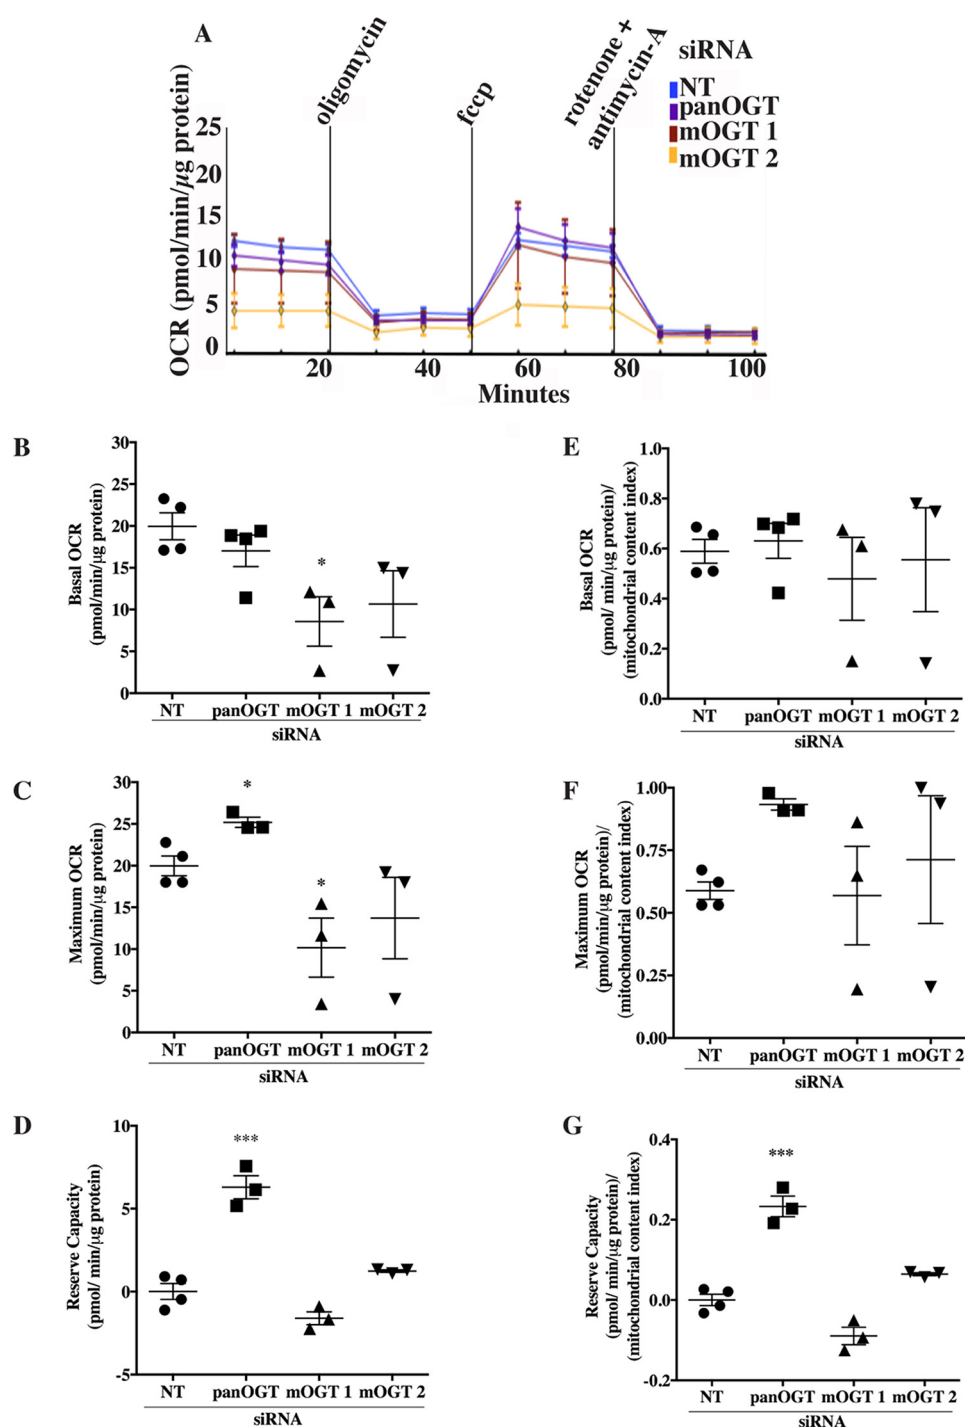 A
oligomycin
fccp
rotenone +
antimycin-A
siRNA
NT
panOGT
mOGT 1
mOGT 2
OCR (pmol/min/µg protein)
25
20
15
10
5
0
20
40
60
80
100
Minutes
B
Basal OCR
(pmol/min/µg protein)
30
25
20
15
10
5
0
*
NT
panOGT
mOGT 1
mOGT 2
siRNA
E
Basal OCR
(pmol/ min/µg protein)/
(mitochondrial content index)
1.0
0.8
0.6
0.4
0.2
0.0
NT
panOGT
mOGT 1
mOGT 2
siRNA
C
Maximum OCR
(pmol/min/µg protein)
30
25
20
15
10
5
0
*
*
NT
panOGT
mOGT 1
mOGT 2
siRNA
F
Maximum OCR
(pmol/min/µg protein)/
(mitochondrial content index)
1.00
0.75
0.50
0.25
0.00
NT
panOGT
mOGT 1
mOGT 2
siRNA
D
Reserve Capacity
(pmol/ min/µg protein)
10
5
0
-5
***
NT
panOGT
mOGT 1
mOGT 2
siRNA
G
Reserve Capacity
(pmol/ min/µg protein)/
(mitochondrial content index)
0.4
0.2
0.0
-0.2
***
NT
panOGT
mOGT 1
mOGT 2
siRNA